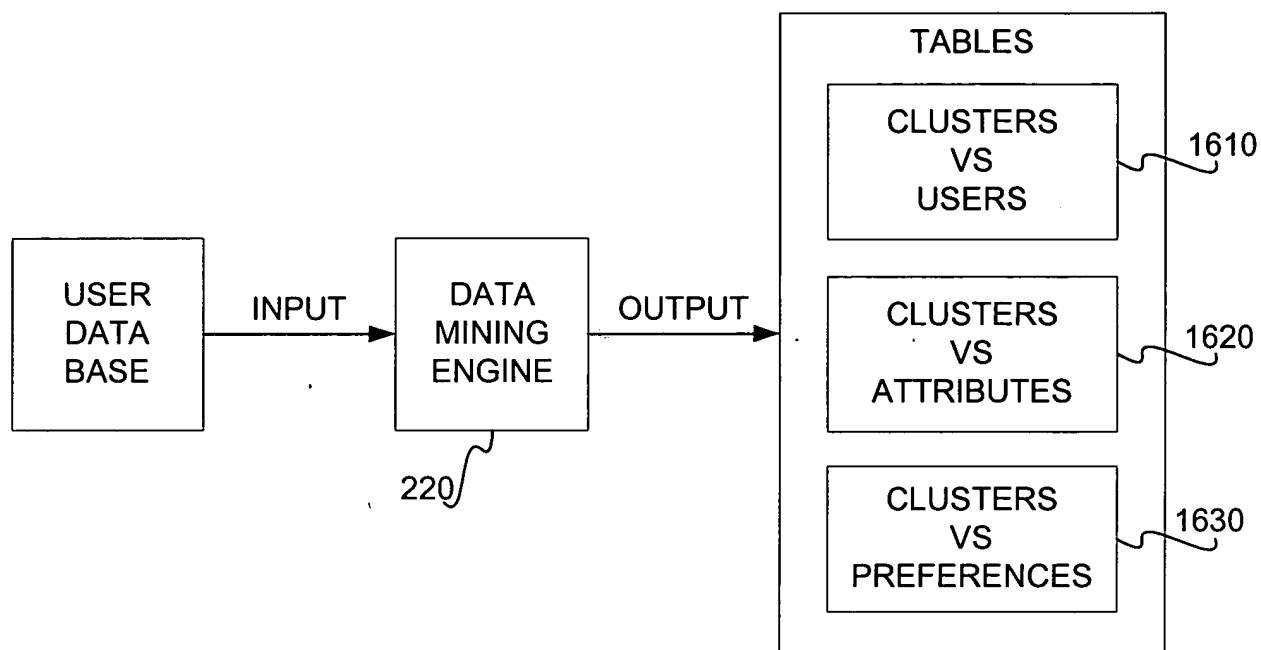 TABLES
CLUSTERS
VS
USERS
1610
USER
DATA
BASE
INPUT
DATA
MINING
ENGINE
220
OUTPUT
CLUSTERS
VS
ATTRIBUTES
1620
CLUSTERS
VS
PREFERENCES
1630